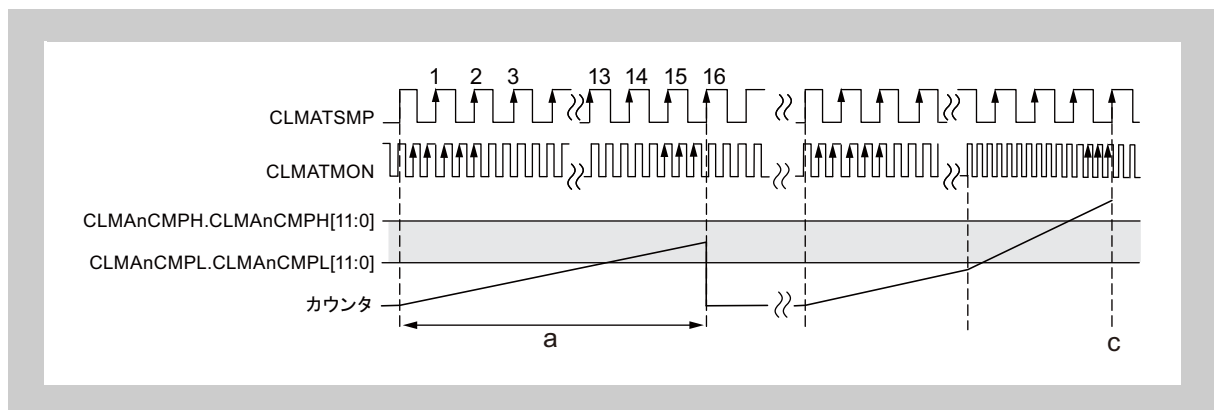 1 2 3 13 14 15 16
CLMATSMP
CLMATMON
CLMAnCMPH.CLMAnCMPH[11:0]
CLMAnCMPL.CLMAnCMPL[11:0]
カウンタ
a
c